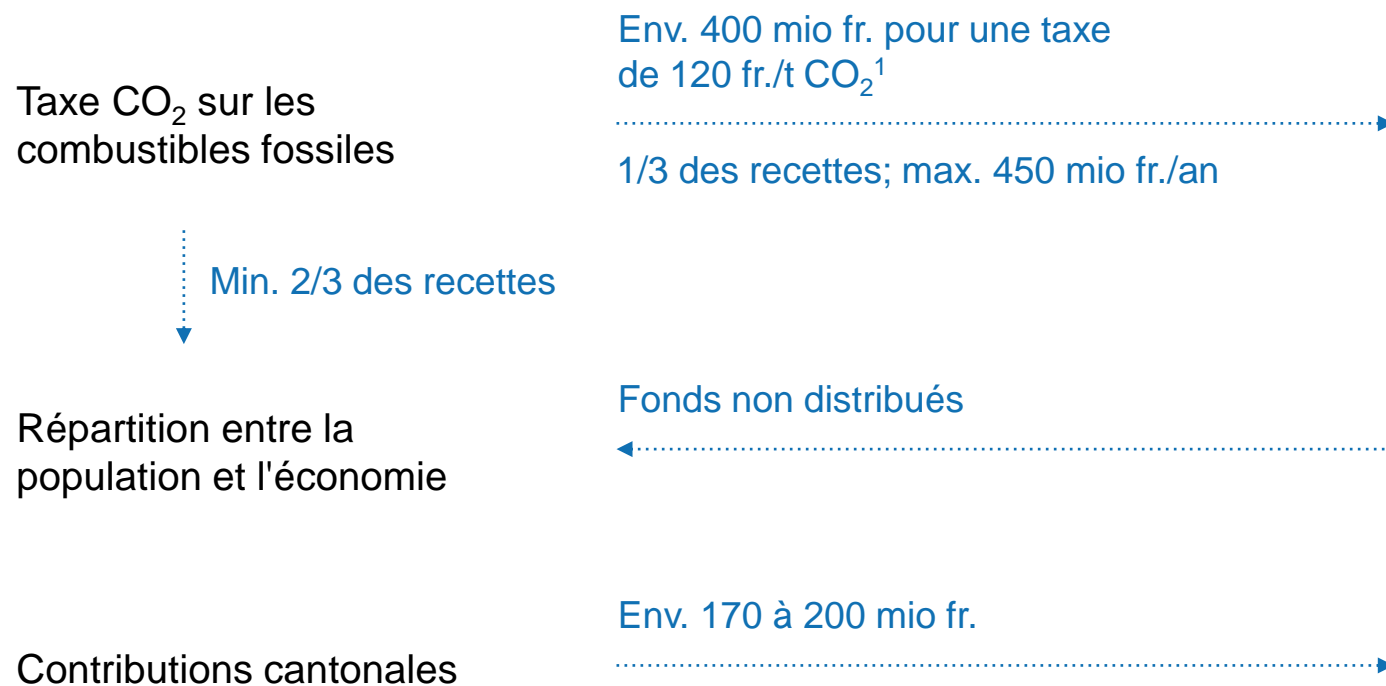 Env. 400 mio fr. pour une taxe
de 120 fr./t CO₂¹
Taxe CO₂ sur les
combustibles fossiles
1/3 des recettes; max. 450 mio fr./an
Min. 2/3 des recettes
Fonds non distribués
Répartition entre la
population et l'économie
Env. 170 à 200 mio fr.
Contributions cantonales